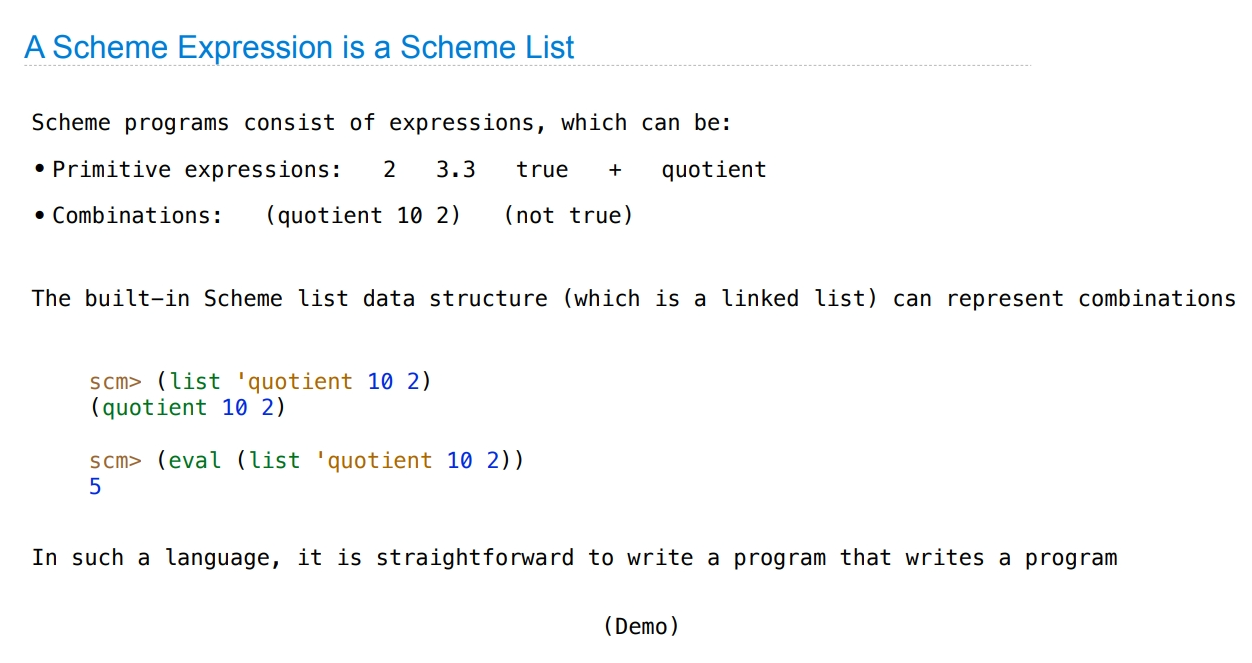 A Scheme Expression is a Scheme List
Scheme programs consist of expressions, which can be:
• Primitive expressions: 2 3.3 true + quotient
• Combinations: (quotient 10 2) (not true)
The built-in Scheme list data structure (which is a linked list) can represent combinations
scm> (list 'quotient 10 2)
(quotient 10 2)
scm> (eval (list 'quotient 10 2))
5
In such a language, it is straightforward to write a program that writes a program
(Demo)